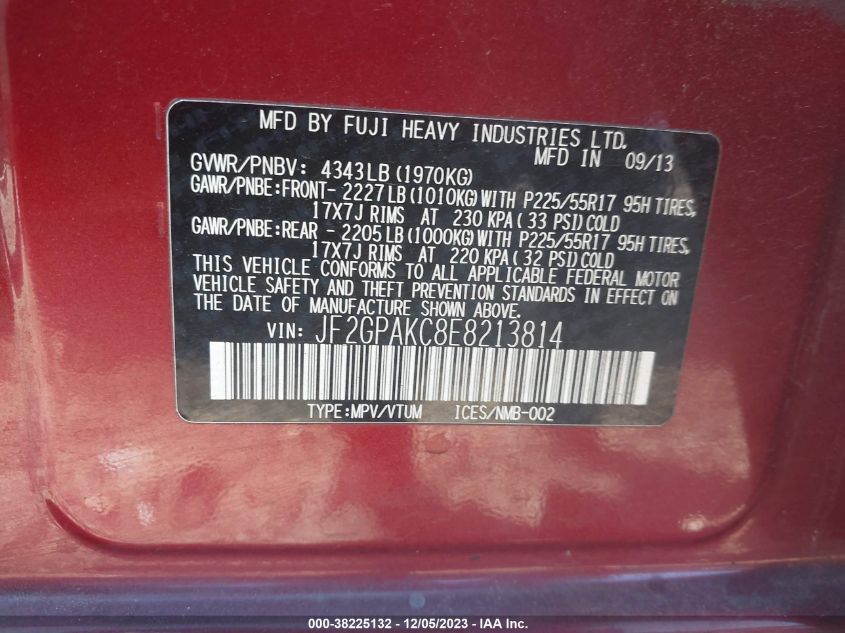 MFD BY FUJI HEAVY INDUSTRIES LTD.
MFD IN 09/13
GVWR/PNBV: 4343LB (1970KG)
GAWR/PNBE:FRONT- 2227LB (1010KG) WITH P225/55R17 95H TIRES,
17X7J RIMS AT 230 KPA( 33 PSI) COLD
GAWR/PNBE:REAR - 2205LB (1000KG) WITH P225/55R17 95H TIRES,
17X7J RIMS AT 220 KPA( 32 PSI) COLD
THIS VEHICLE CONFORMS TO ALL APPLICABLE FEDERAL MOTOR
VEHICLE SAFETY AND THEFT PREVENTION STANDARDS IN EFFECT ON
THE DATE OF MANUFACTURE SHOWN ABOVE.
VIN: JF2GPAKC8E8213814
TYPE:MPV/VTUM ICES/NMB-002
000-38225132 - 12/05/2023 - IAA Inc.